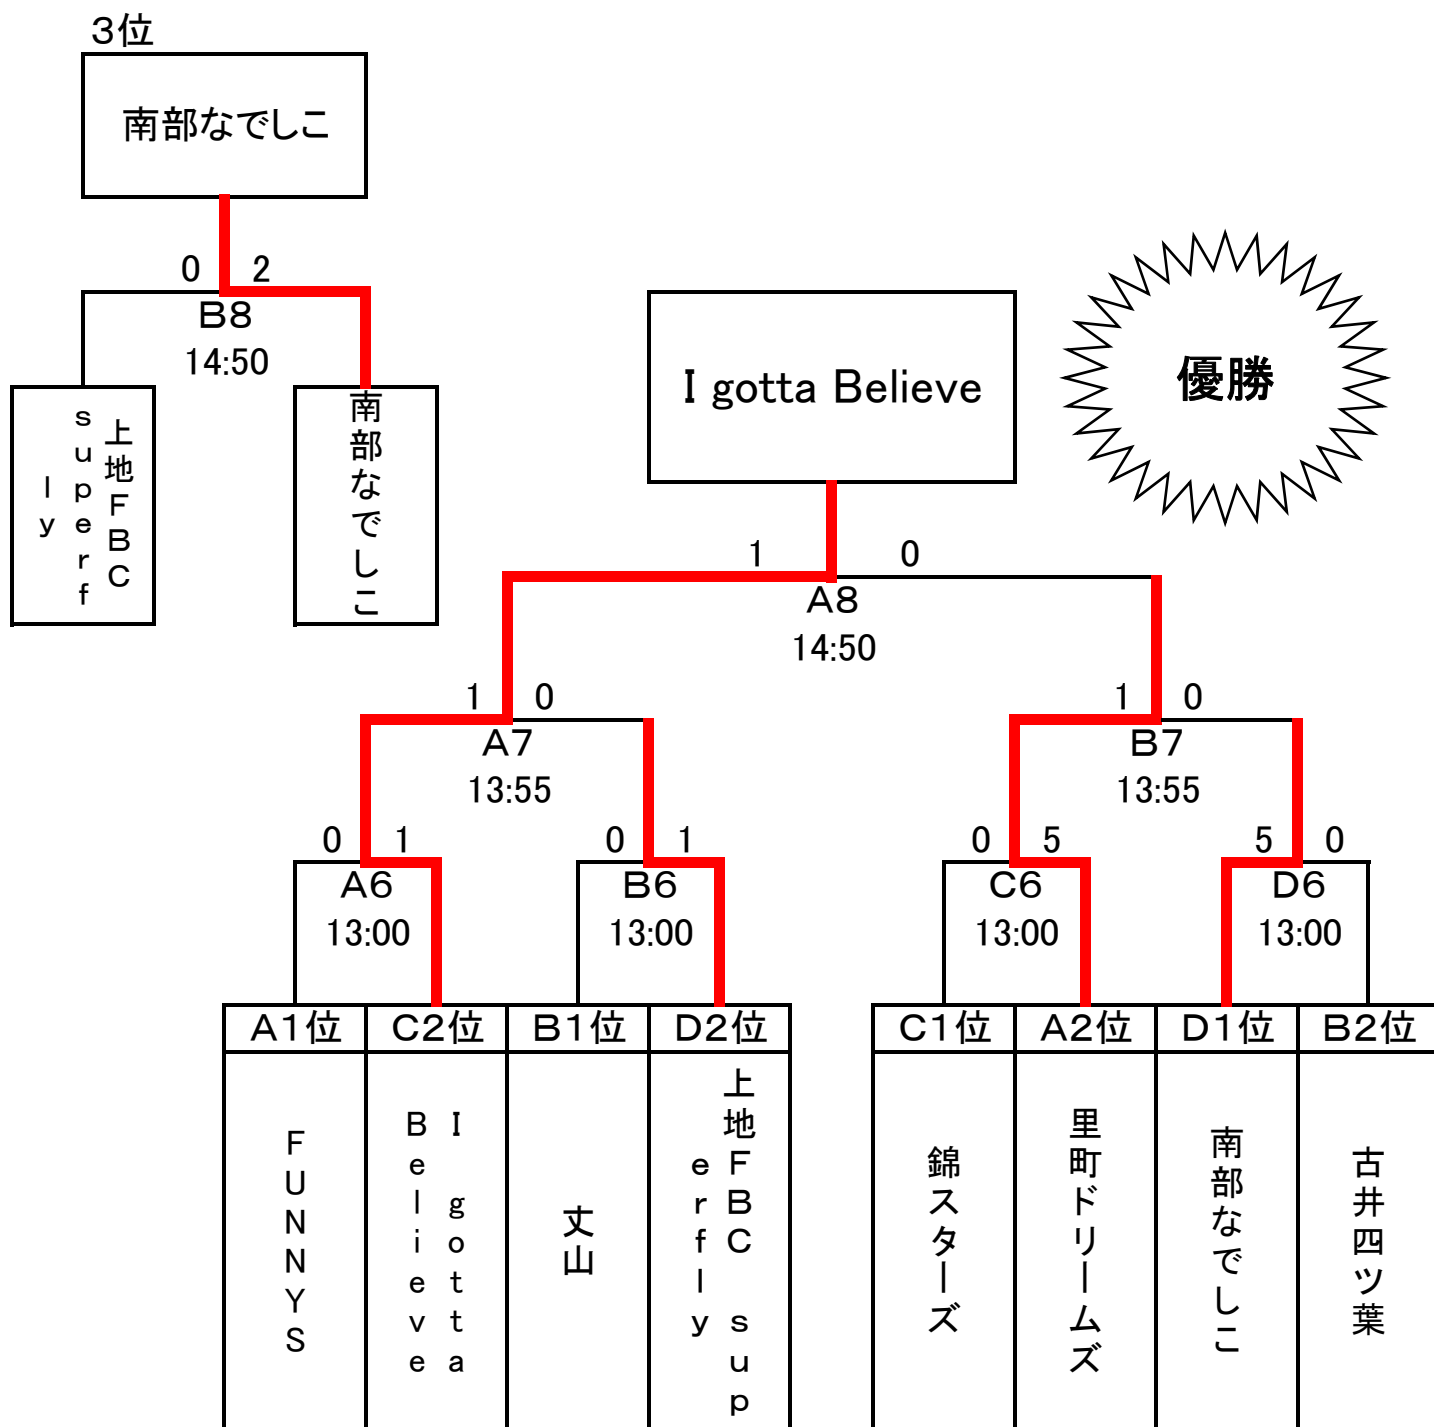 ３位
南部なでしこ
0 2
B8
14:50
上地FBC
superf
ly
南部なでしこ
I gotta Believe
優勝
1 0
A8
14:50
1 0
A7
13:55
1 0
B7
13:55
0 1
A6
13:00
0 1
B6
13:00
0 5
C6
13:00
5 0
D6
13:00
A1位 C2位 B1位 D2位 C1位 A2位 D1位 B2位
FUNNYS
I gotta
Believe
丈山
上地FBC sup
erfly
錦スターズ
里町ドリームズ
南部なでしこ
古井四ツ葉